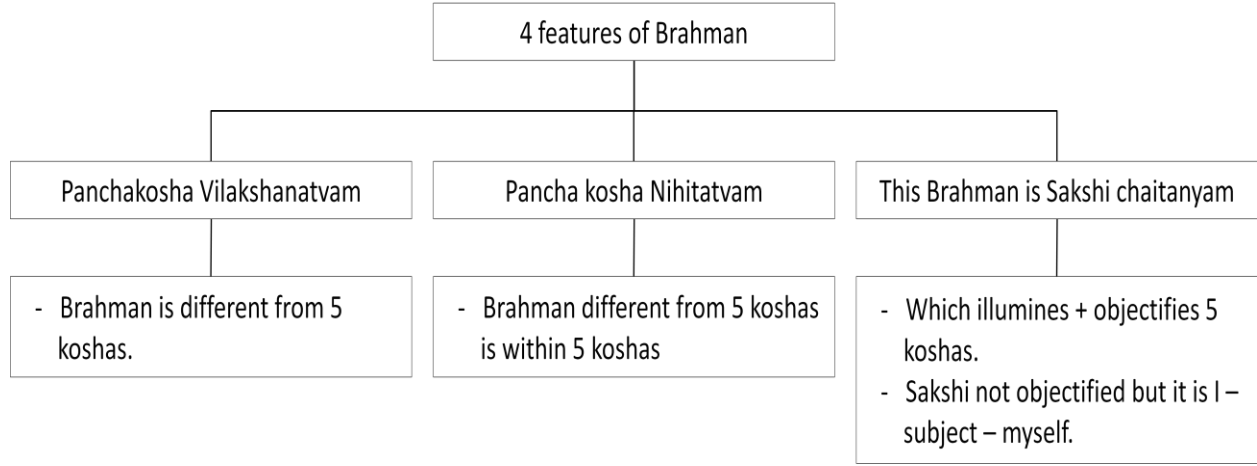 4 features of Brahman
Panchakosha Vilakshanatvam
Pancha kosha Nihitatvam
This Brahman is Sakshi chaitanyam
- Brahman is different from 5
koshas.
- Brahman different from 5 koshas
is within 5 koshas
- Which illumines + objectifies 5
koshas.
- Sakshi not objectified but it is I –
subject – myself.